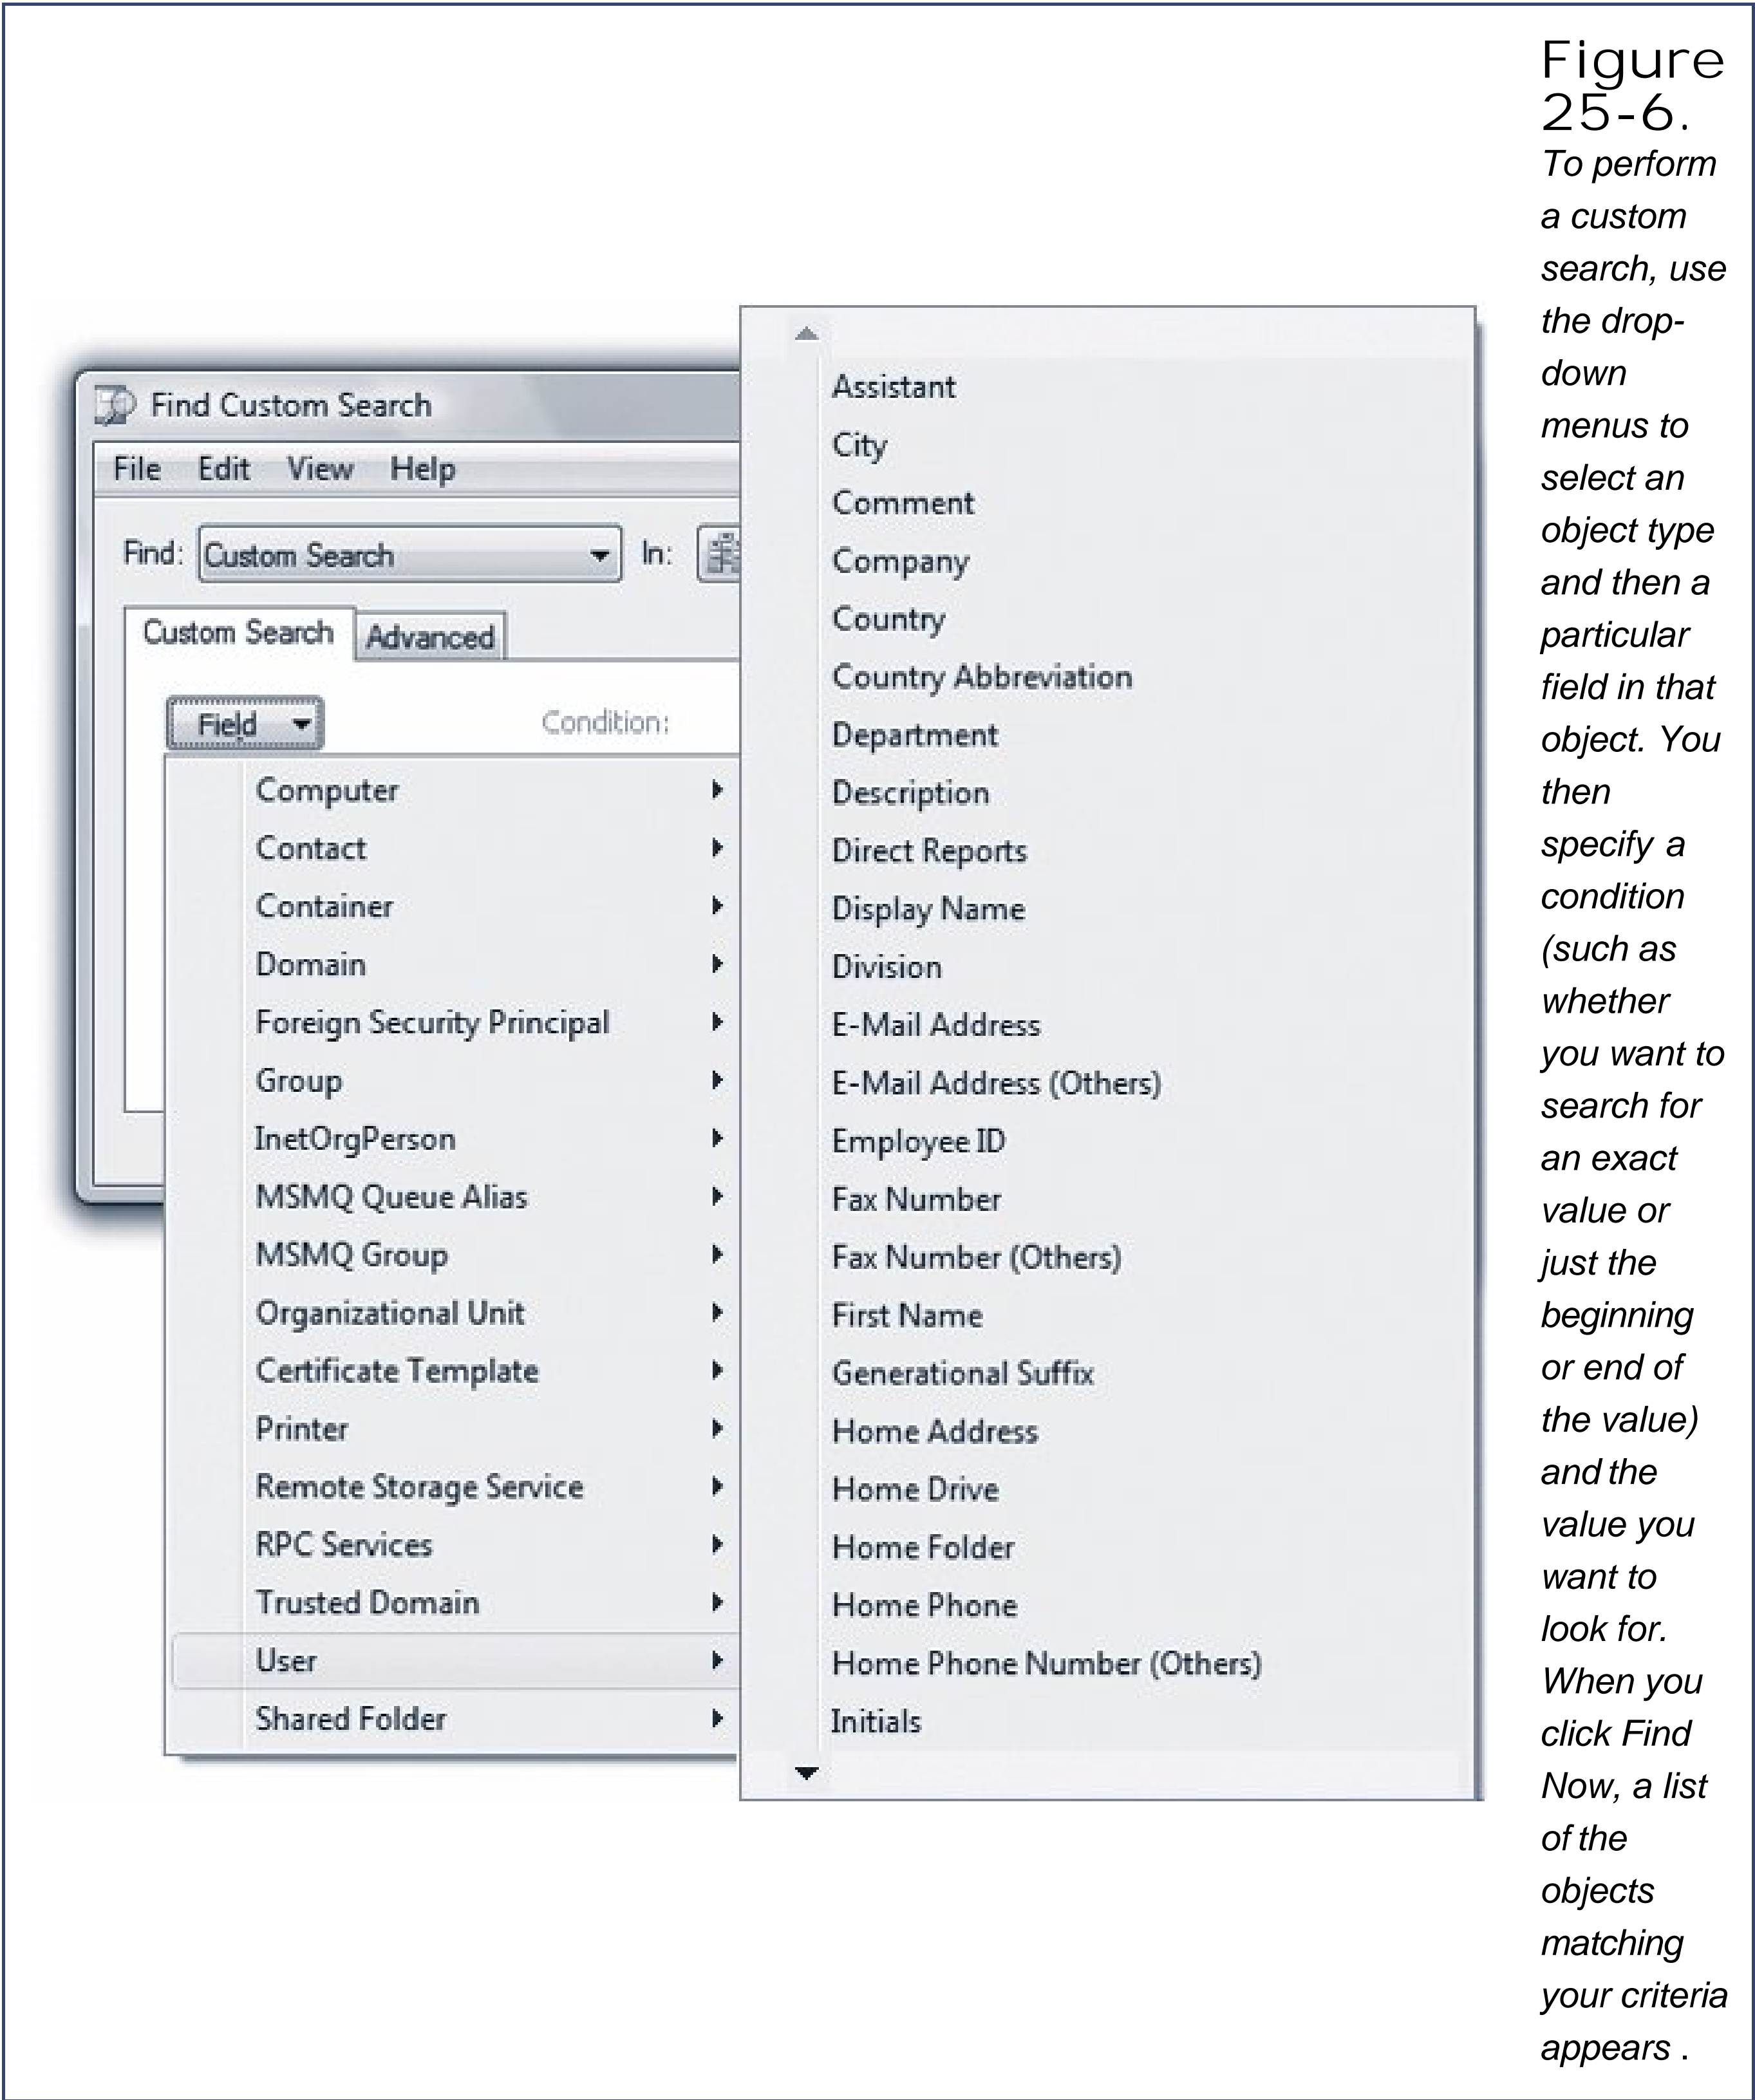 Find Custom Search
File Edit View Help
Find: Custom Search In:
Custom Search Advanced
Field Condition:
Computer
Contact
Container
Domain
Foreign Security Principal
Group
InetOrgPerson
MSMQ Queue Alias
MSMQ Group
Organizational Unit
Certificate Template
Printer
Remote Storage Service
RPC Services
Trusted Domain
User
Shared Folder
Assistant
City
Comment
Company
Country
Country Abbreviation
Department
Description
Direct Reports
Display Name
Division
E-Mail Address
E-Mail Address (Others)
Employee ID
Fax Number
Fax Number (Others)
First Name
Generational Suffix
Home Address
Home Drive
Home Folder
Home Phone
Home Phone Number (Others)
Initials
Figure
25-6.
To perform
a custom
search, use
the drop-
down
menus to
select an
object type
and then a
particular
field in that
object. You
then
specify a
condition
(such as
whether
you want to
search for
an exact
value or
just the
beginning
or end of
the value)
and the
value you
want to
look for.
When you
click Find
Now, a list
of the
objects
matching
your criteria
appears .